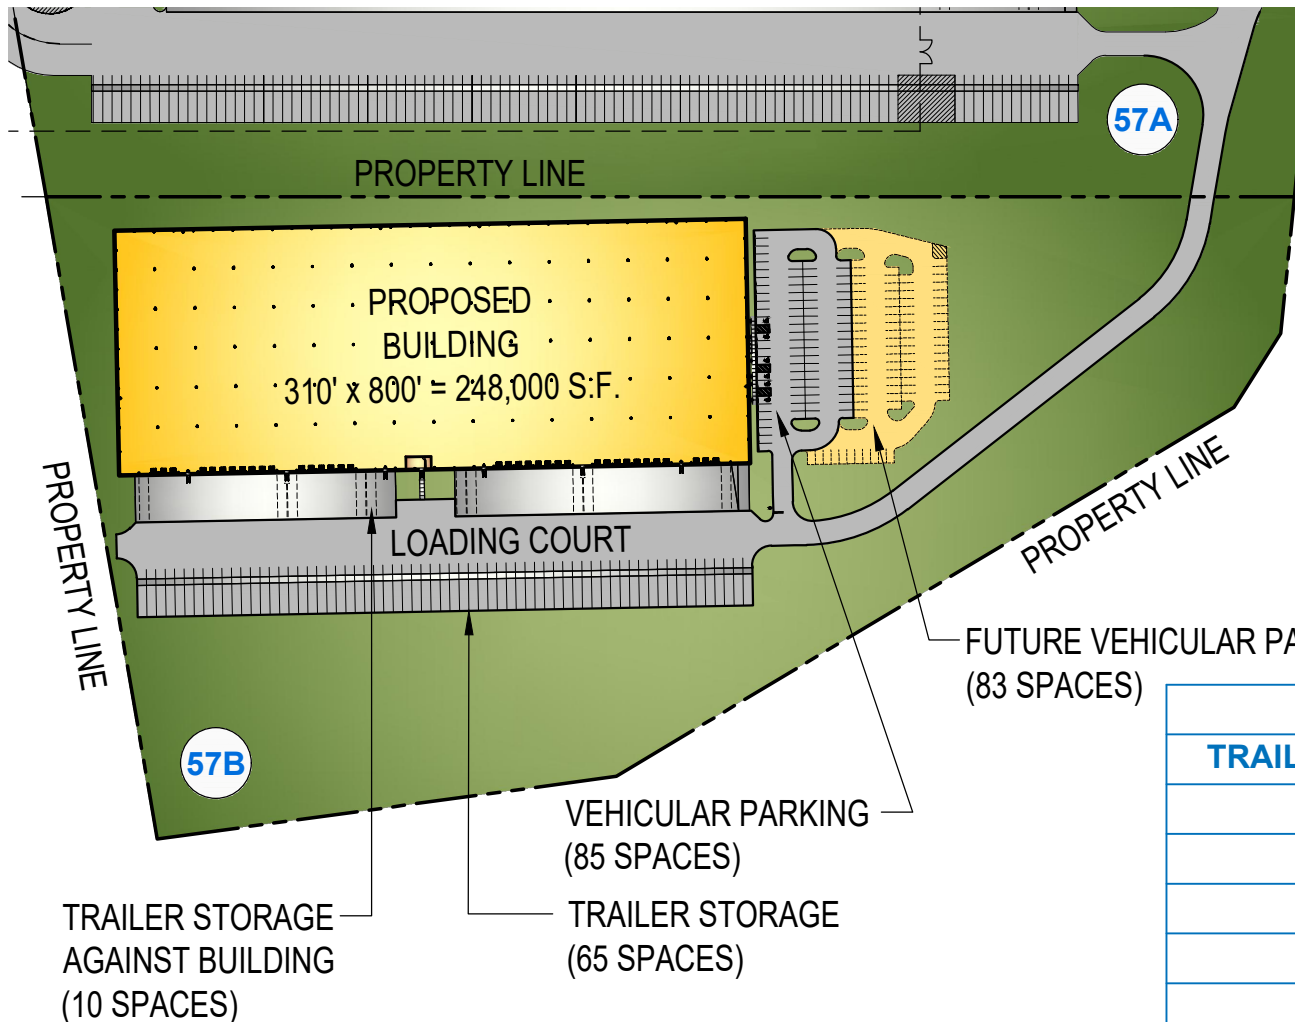 57A
PROPERTY LINE
PROPOSED
BUILDING
310' x 800' = 248,000 S.F.
LOADING COURT
PROPERTY LINE
PROPERTY LINE
FUTURE VEHICULAR PA
(83 SPACES)
57B
TRAIL
VEHICULAR PARKING
(85 SPACES)
TRAILER STORAGE
AGAINST BUILDING
(10 SPACES)
TRAILER STORAGE
(65 SPACES)